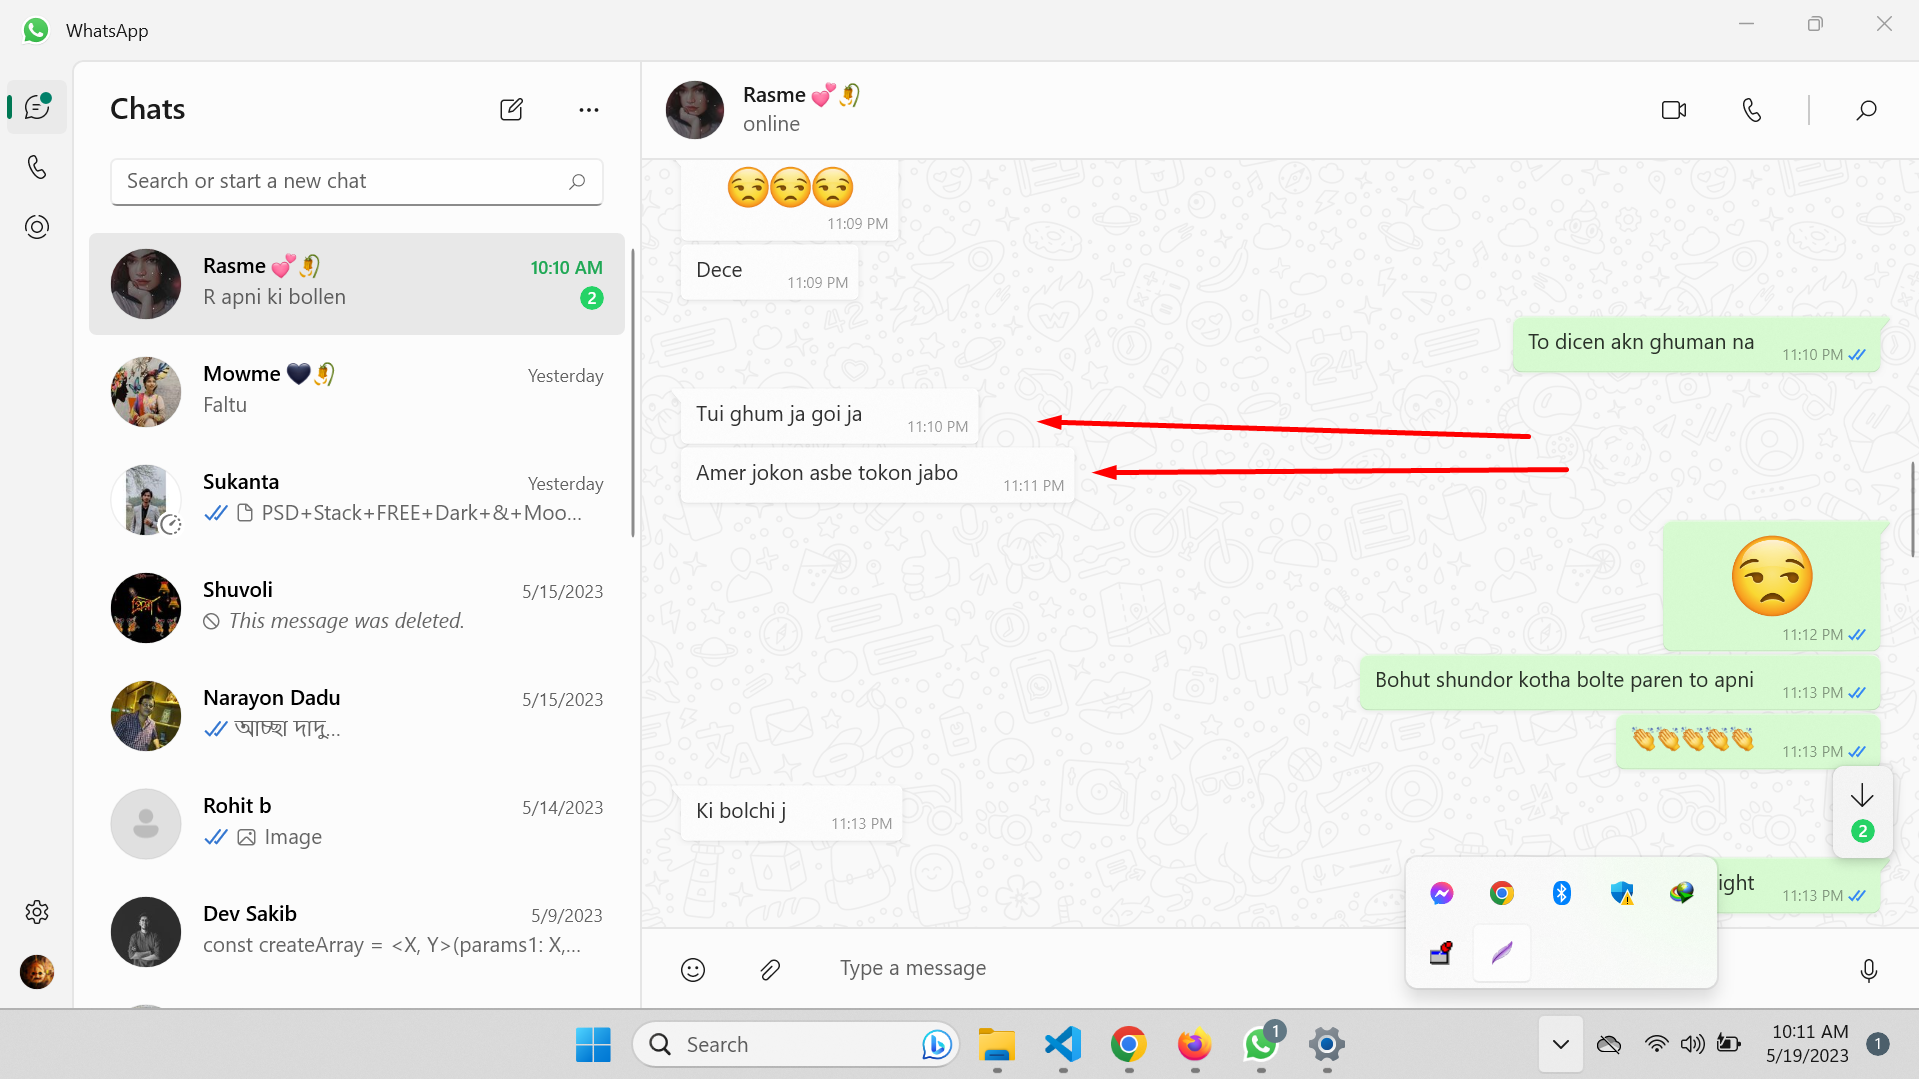 WhatsApp
Chats
Search or start a new chat
Rasme 💕🧚
10:10 AM
R apni ki bollen
2
Mowme 🖤🧚
Yesterday
Faltu
Sukanta
Yesterday
PSD+Stack+FREE+Dark+&+Moo...
Shuvoli
5/15/2023
This message was deleted.
Narayon Dadu
5/15/2023
আচ্ছা দাদু...
Rohit b
5/14/2023
Image
Dev Sakib
5/9/2023
const createArray = <X, Y>(params1: X,...
Rasme 💕🧚
online
😒😒😒
11:09 PM
Dece
11:09 PM
To dicen akn ghuman na
11:10 PM
Tui ghum ja goi ja
11:10 PM
Amer jokon asbe tokon jabo
11:11 PM
😒
11:12 PM
Bohut shundor kotha bolte paren to apni
11:13 PM
👏👏👏👏👏
11:13 PM
Ki bolchi j
11:13 PM
ight
11:13 PM
2
Type a message
Search
1
10:11 AM
5/19/2023
1